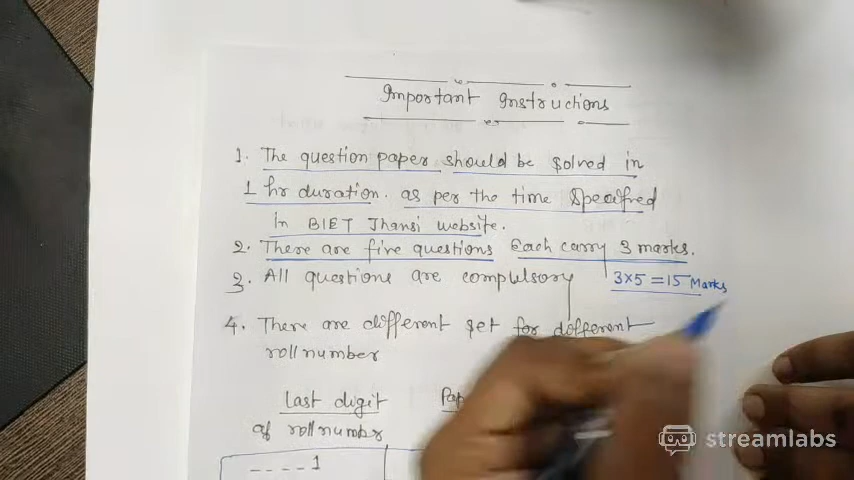 Important Instructions
1. The question paper should be solved in
1 hr duration. as per the time Specified
in BIET Jhansi website.
2. There are five questions Each carry 3 marks.
3. All questions are compulsory 3×5=15 Marks
4. There are different set for different
roll number
last digit
of roll number
----1
streamlabs